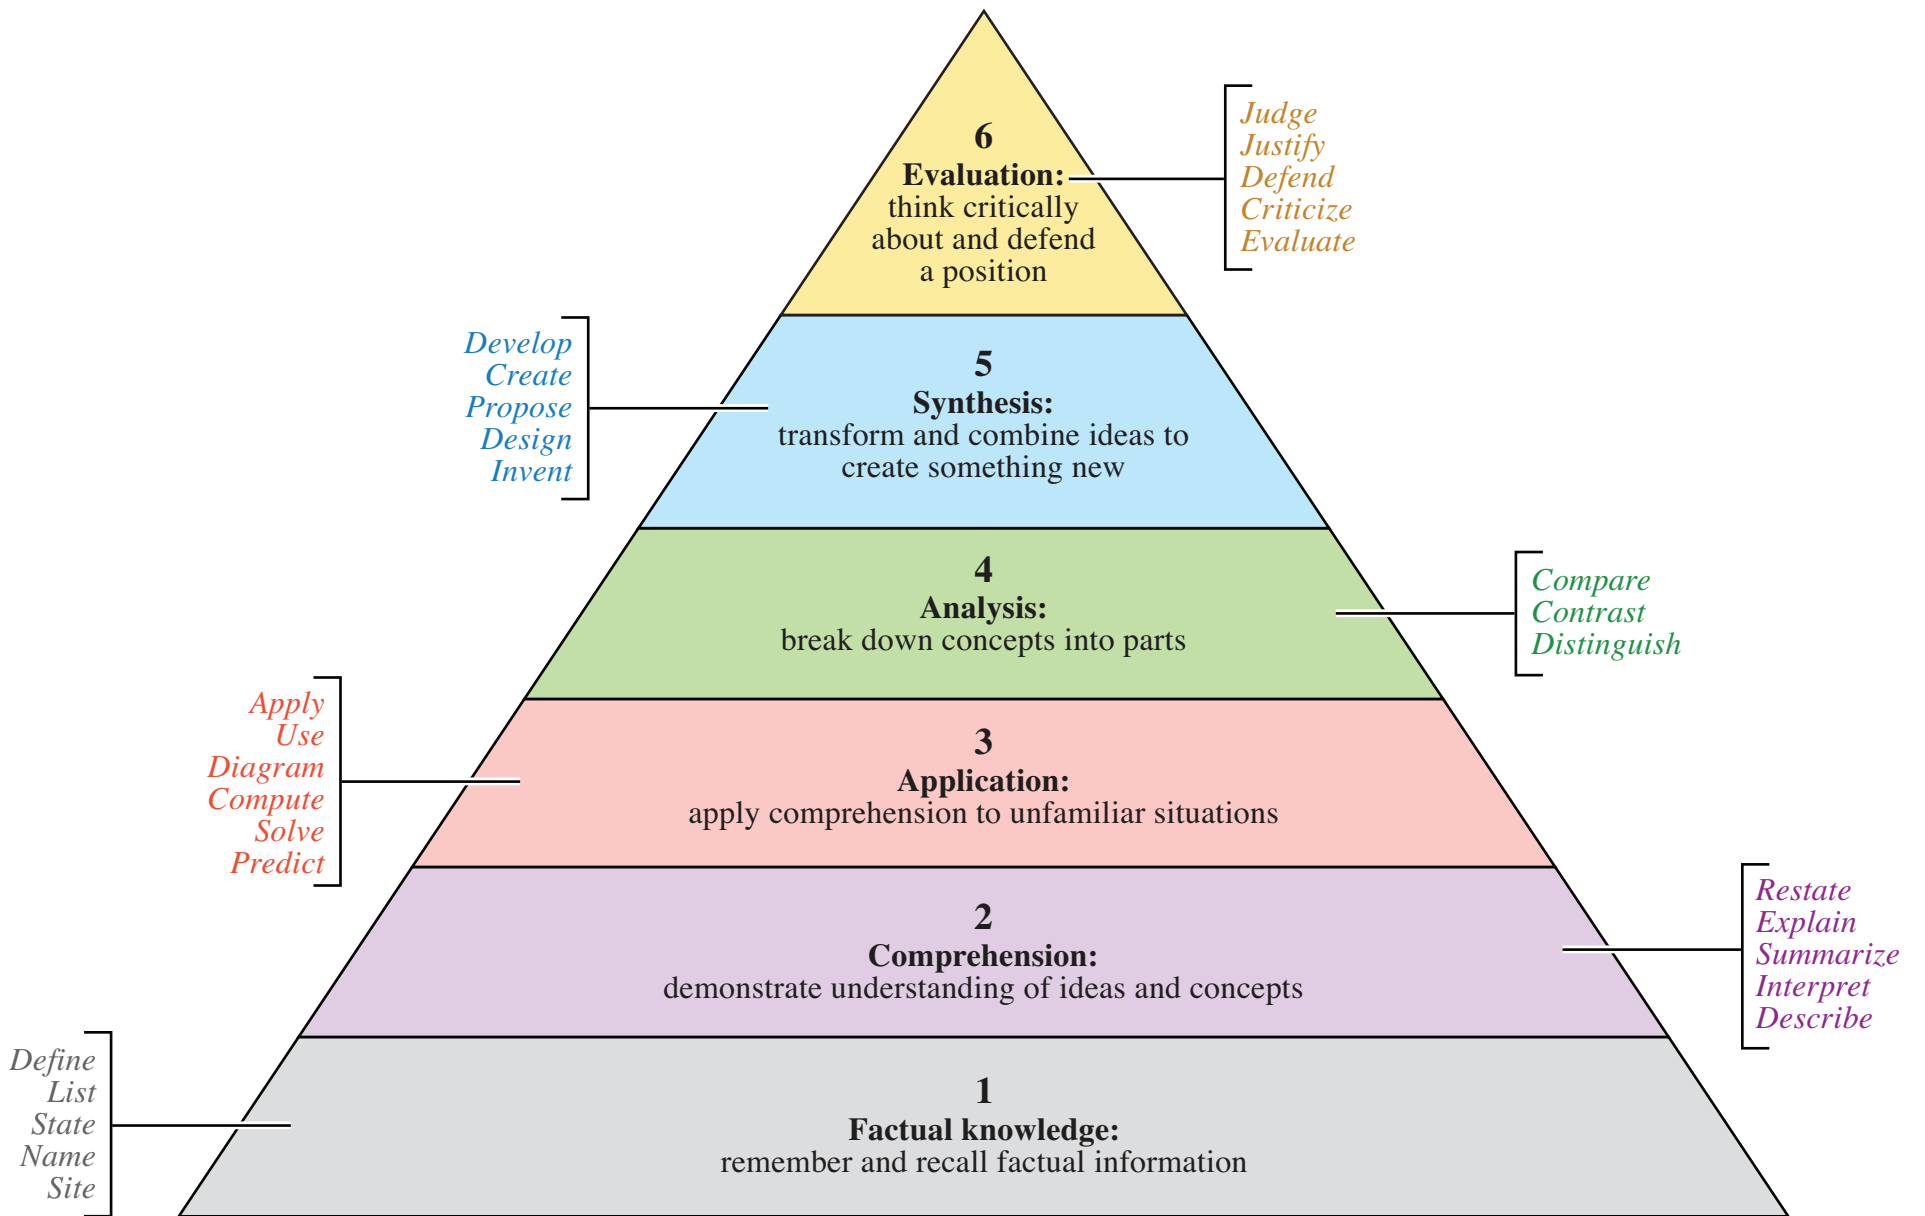 6
Evaluation:
think critically
about and defend
a position
Judge
Justify
Defend
Criticize
Evaluate
Develop
Create
Propose
Design
Invent
5
Synthesis:
transform and combine ideas to
create something new
4
Analysis:
break down concepts into parts
Compare
Contrast
Distinguish
Apply
Use
Diagram
Compute
Solve
Predict
3
Application:
apply comprehension to unfamiliar situations
2
Comprehension:
demonstrate understanding of ideas and concepts
Restate
Explain
Summarize
Interpret
Describe
Define
List
State
Name
Site
1
Factual knowledge:
remember and recall factual information